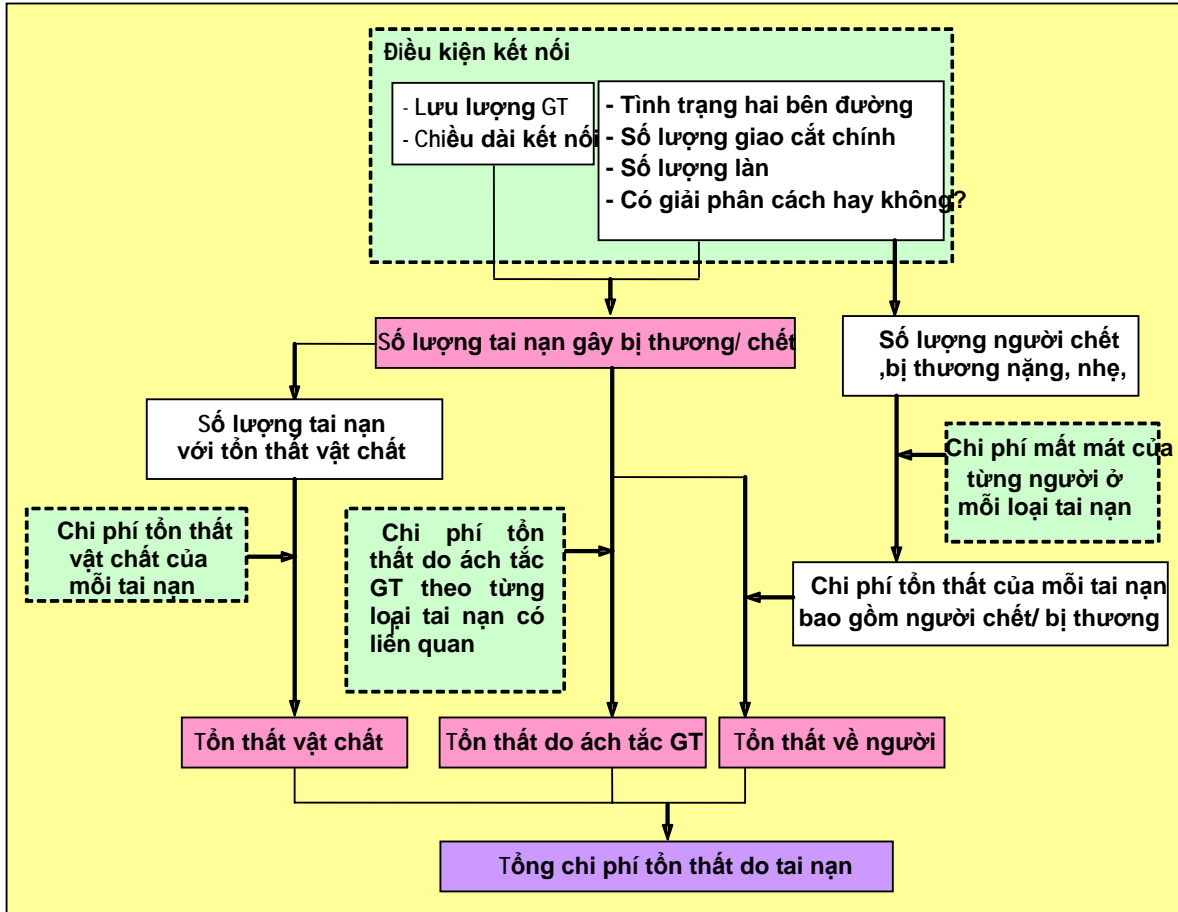 Điều kiện kết nối
- Lưu lượng GT
- Chiều dài kết nối
- Tình trạng hai bên đường
- Số lượng giao cắt chính
- Số lượng làn
- Có giải phân cách hay không?
Số lượng tai nạn gây bị thương/ chết
Số lượng người chết
,bị thương nặng, nhẹ,
Số lượng tai nạn
với tổn thất vật chất
Chi phí mất mát của
từng người ở
mỗi loại tai nạn
Chi phí tổn thất
vật chất của
mỗi tai nạn
Chi phí tổn
thất do ách tắc
GT theo từng
loại tai nạn có
liên quan
Chi phí tổn thất của mỗi tai nạn
bao gồm người chết/ bị thương
Tổn thất vật chất
Tổn thất do ách tắc GT
Tổn thất về người
Tổng chi phí tổn thất do tai nạn